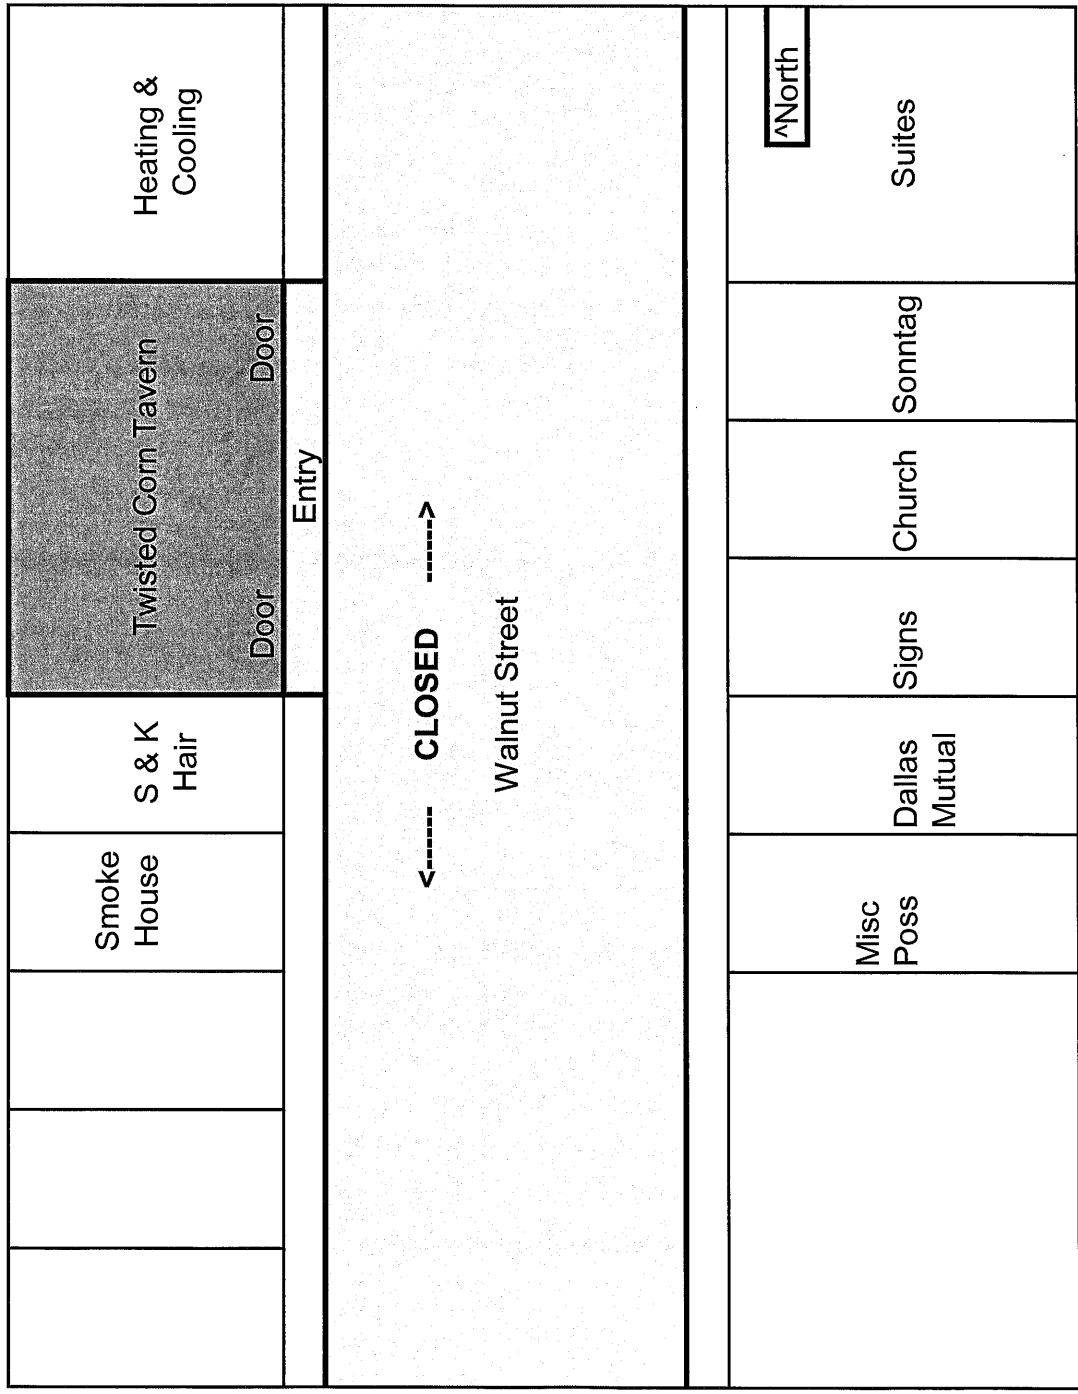 Smoke
House
S & K
Hair
Twisted Corn Tavern
Heating &
Cooling
Door
Door
Entry
<------ CLOSED ------>
Walnut Street
^North
Misc
Poss
Dallas
Mutual
Signs
Church
Sonntag
Suites